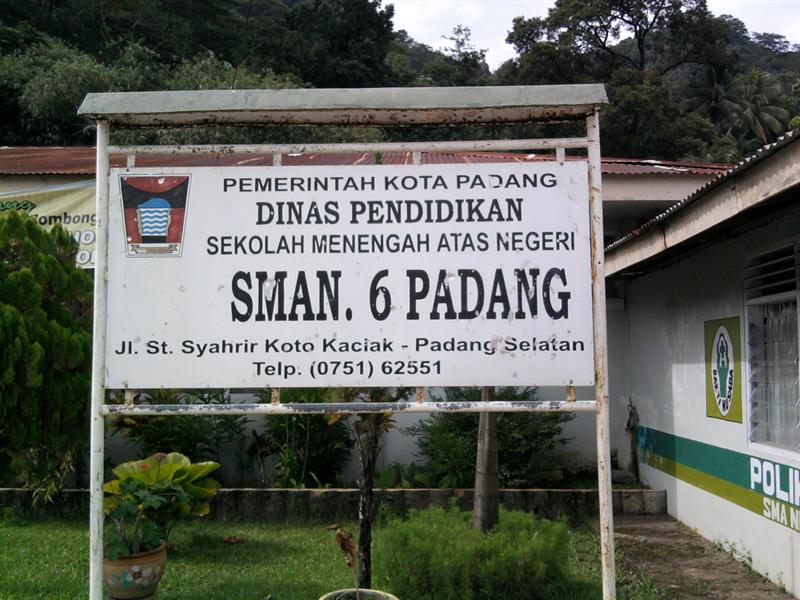 PEMERINTAH KOTA PADANG
DINAS PENDIDIKAN
SEKOLAH MENENGAH ATAS NEGERI
SMAN. 6 PADANG
Jl. St. Syahrir Koto Kaciak - Padang Selatan
Telp. (0751) 62551
ombong
POLI
SMA N